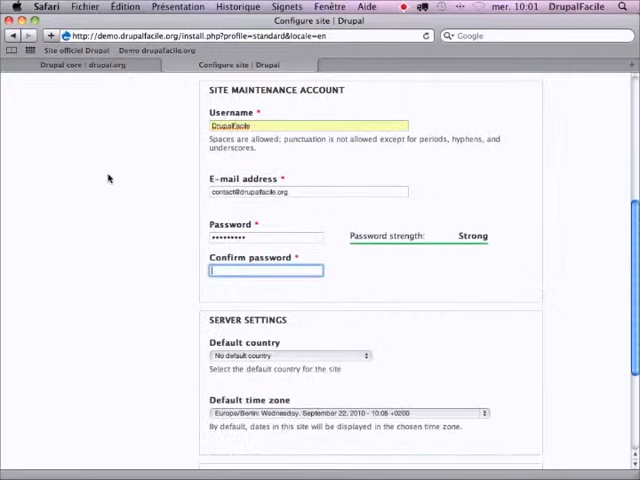 Safari Fichier Édition Présentation Historique Signets Fenêtre Aide mer. 10:01 DrupalFacile
Configure site | Drupal
http://demo.drupalfacile.org/install.php?profile=standard&locale=en
Google
Site officiel Drupal Demo drupalfacile.org
Drupal core | drupal.org Configure site | Drupal
SITE MAINTENANCE ACCOUNT
Username *
DrupalFacile
Spaces are allowed; punctuation is not allowed except for periods, hyphens, and
underscores.
E-mail address *
contact@drupalfacile.org
Password *
•••••••••
Password strength: Strong
Confirm password *
SERVER SETTINGS
Default country
No default country
Select the default country for the site
Default time zone
Europe/Berlin: Wednesday, September 22, 2010 - 10:05 +0200
By default, dates in this site will be displayed in the chosen time zone.